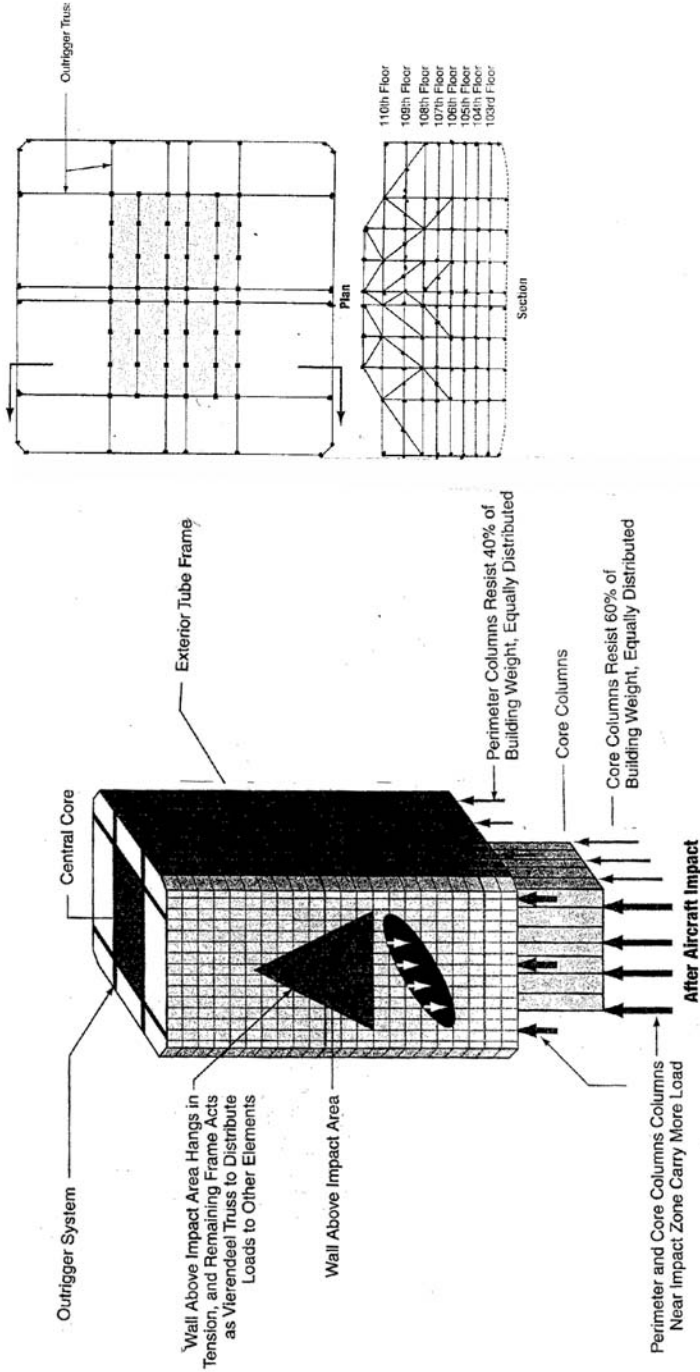 Outrigger System
Central Core
Exterior Tube Frame
Wall Above Impact Area Hangs in
Tension, and Remaining Frame Acts
as Vierendeel Truss to Distribute
Loads to Other Elements
Wall Above Impact Area
Perimeter Columns Resist 40% of
Building Weight, Equally Distributed
Core Columns
Core Columns Resist 60% of
Building Weight, Equally Distributed
Perimeter and Core Columns Columns
Near Impact Zone Carry More Load
After Aircraft Impact
Outrigger Trus
Plan
110th Floor
109th Floor
108th Floor
107th Floor
106th Floor
105th Floor
104th Floor
103rd Floor
Section